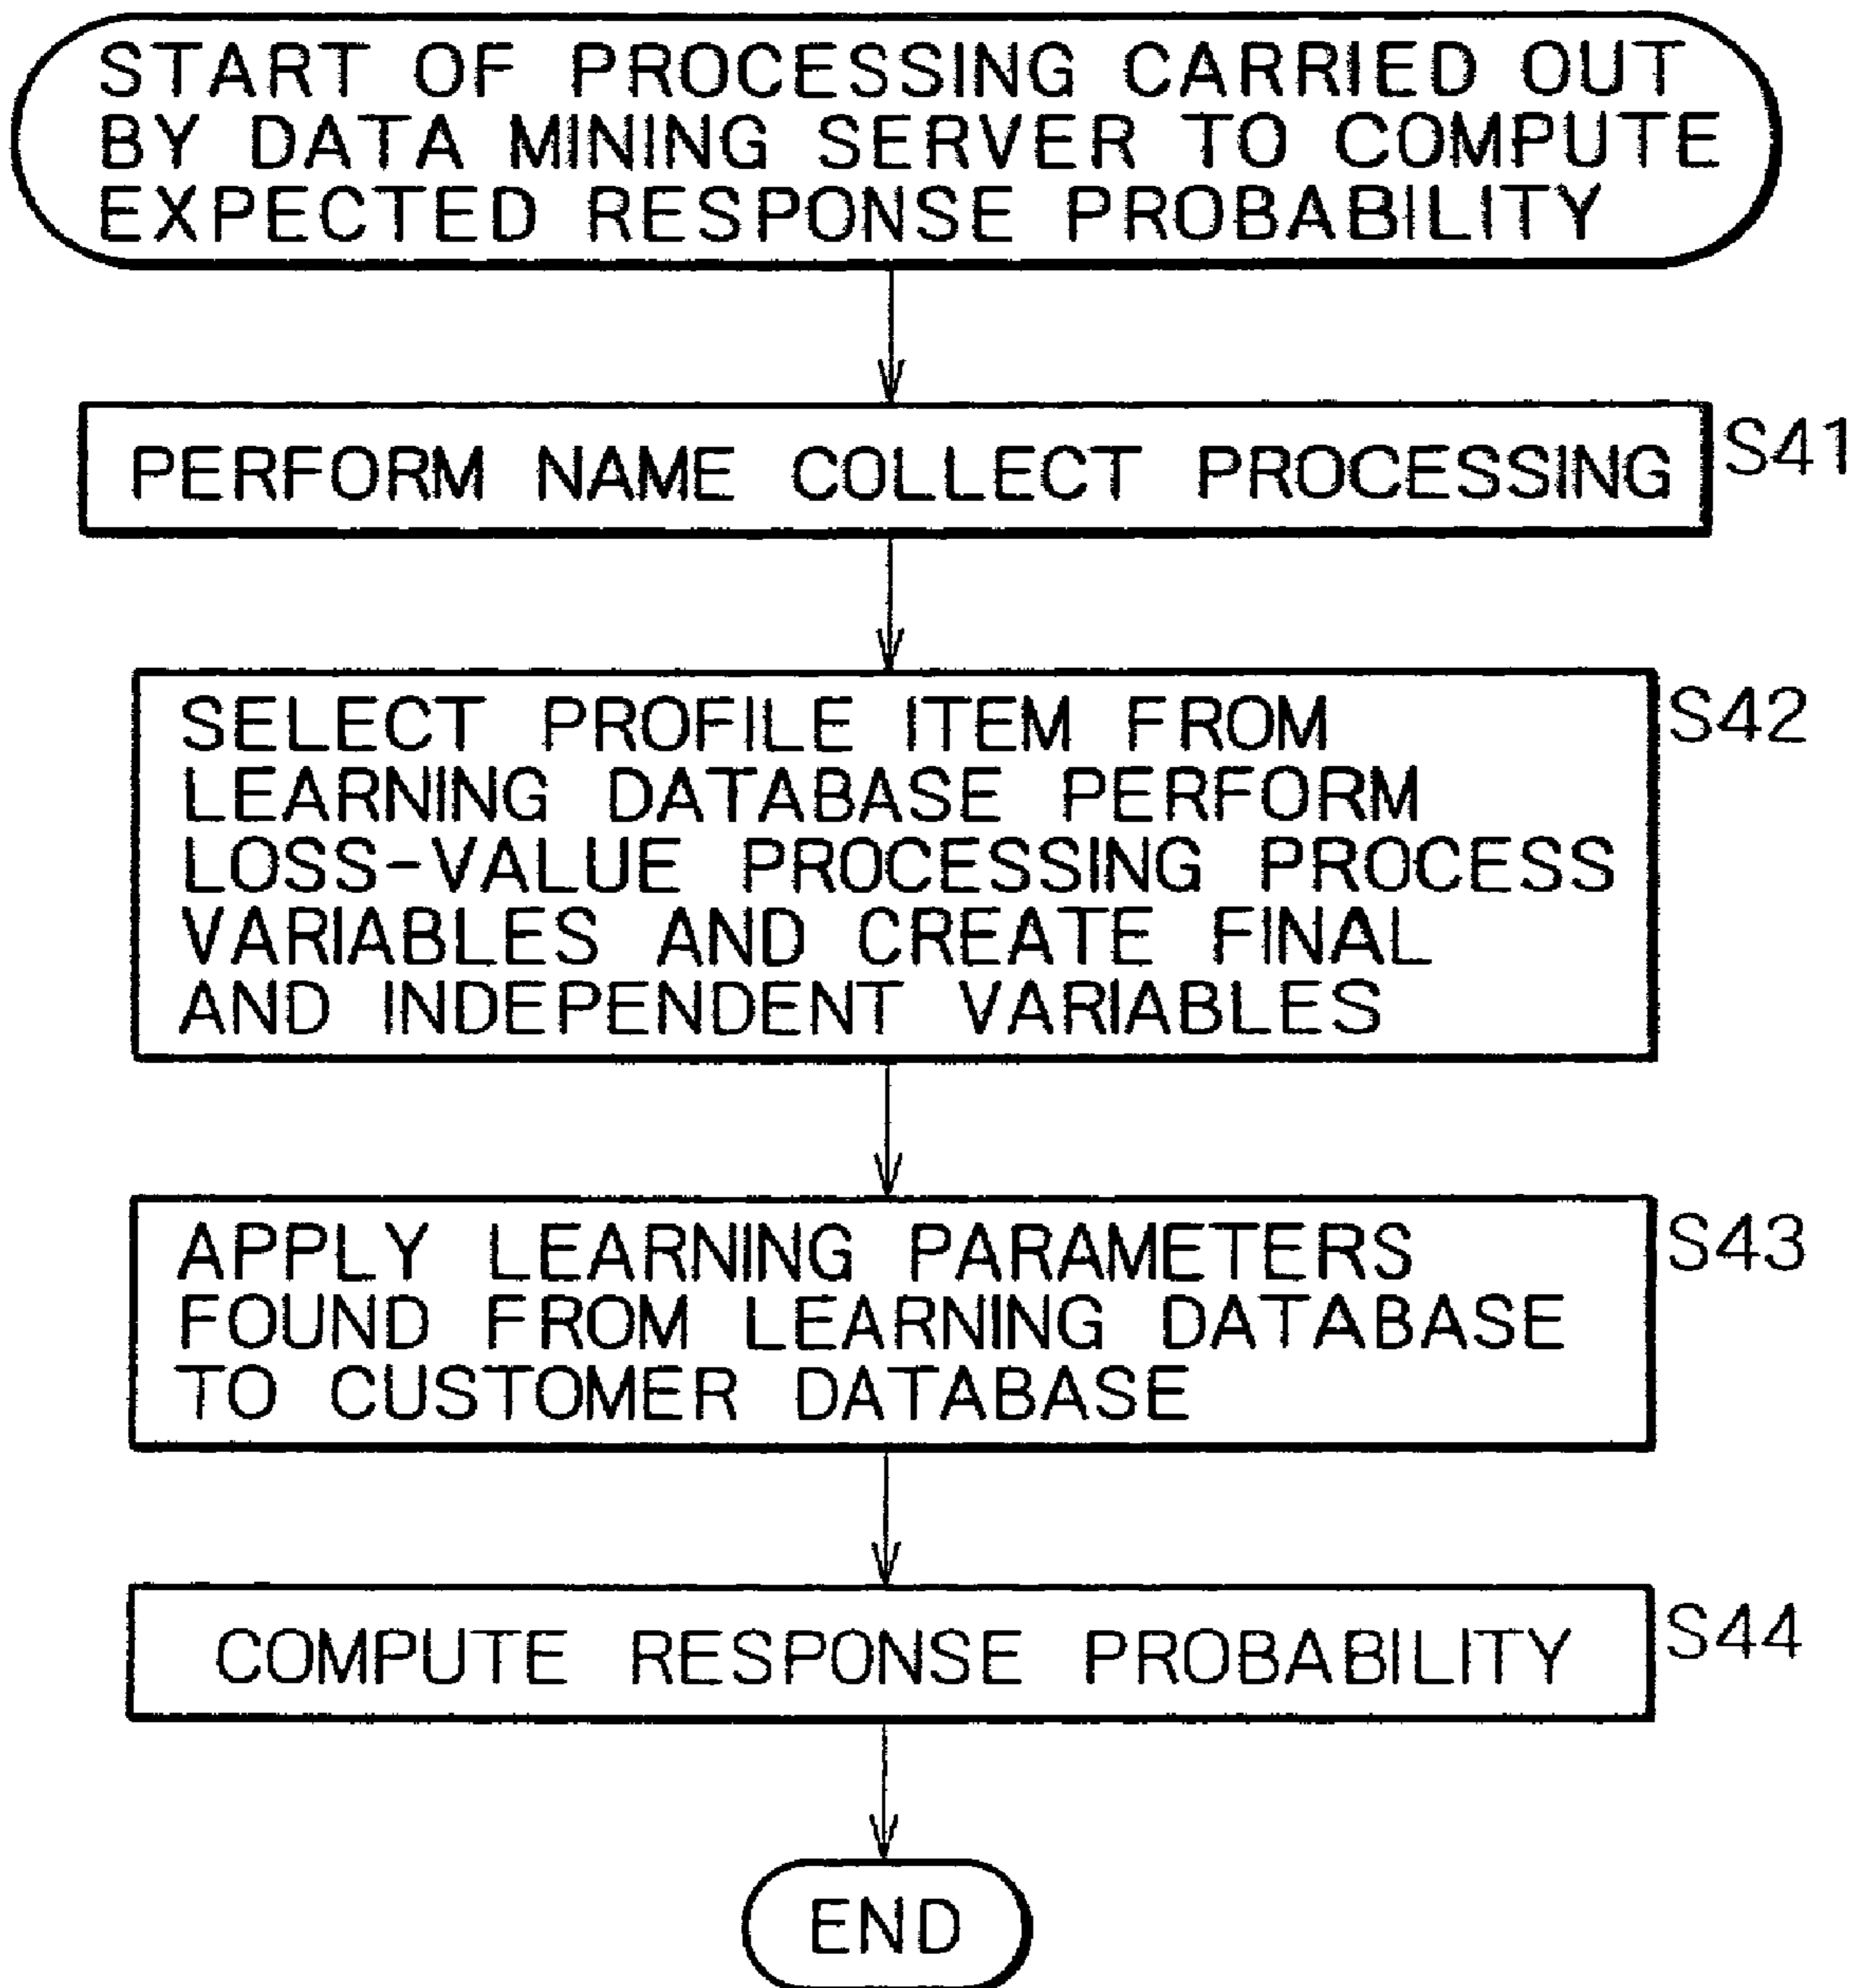 START OF PROCESSING CARRIED OUT
BY DATA MINING SERVER TO COMPUTE
EXPECTED RESPONSE PROBABILITY
PERFORM NAME COLLECT PROCESSING
S41
SELECT PROFILE ITEM FROM
LEARNING DATABASE PERFORM
LOSS-VALUE PROCESSING PROCESS
VARIABLES AND CREATE FINAL
AND INDEPENDENT VARIABLES
S42
APPLY LEARNING PARAMETERS
FOUND FROM LEARNING DATABASE
TO CUSTOMER DATABASE
S43
COMPUTE RESPONSE PROBABILITY
S44
END